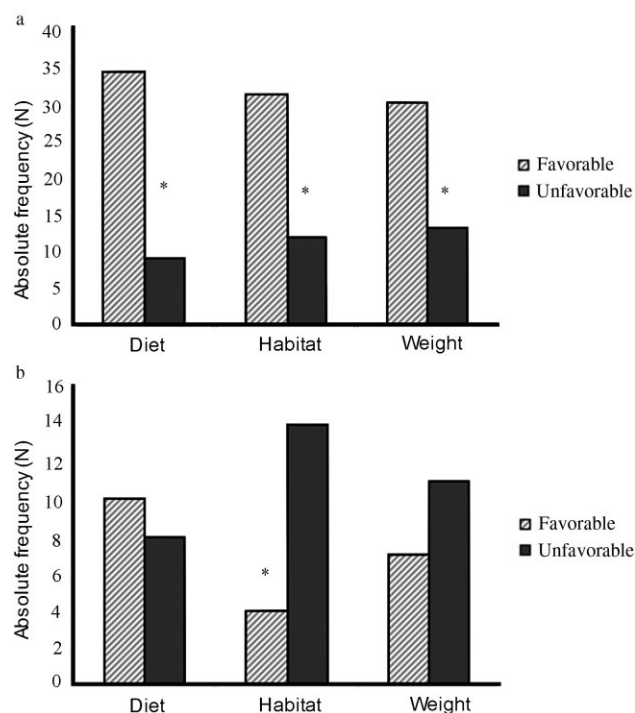 a
Absolute frequency (N)
40
35
30
25
20
15
10
5
0
*
*
*
Diet
Habitat
Weight
Favorable
Unfavorable
b
Absolute frequency (N)
16
14
12
10
8
6
4
2
0
*
Diet
Habitat
Weight
Favorable
Unfavorable